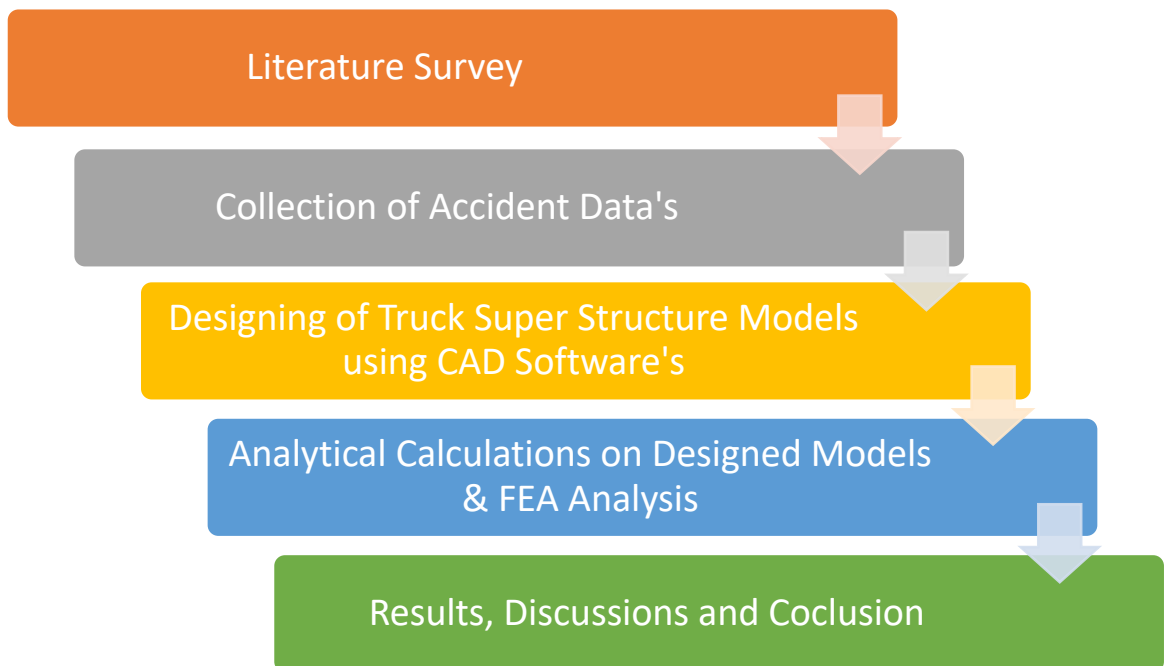 Literature Survey
Collection of Accident Data's
Designing of Truck Super Structure Models
using CAD Software's
Analytical Calculations on Designed Models
& FEA Analysis
Results, Discussions and Coclusion